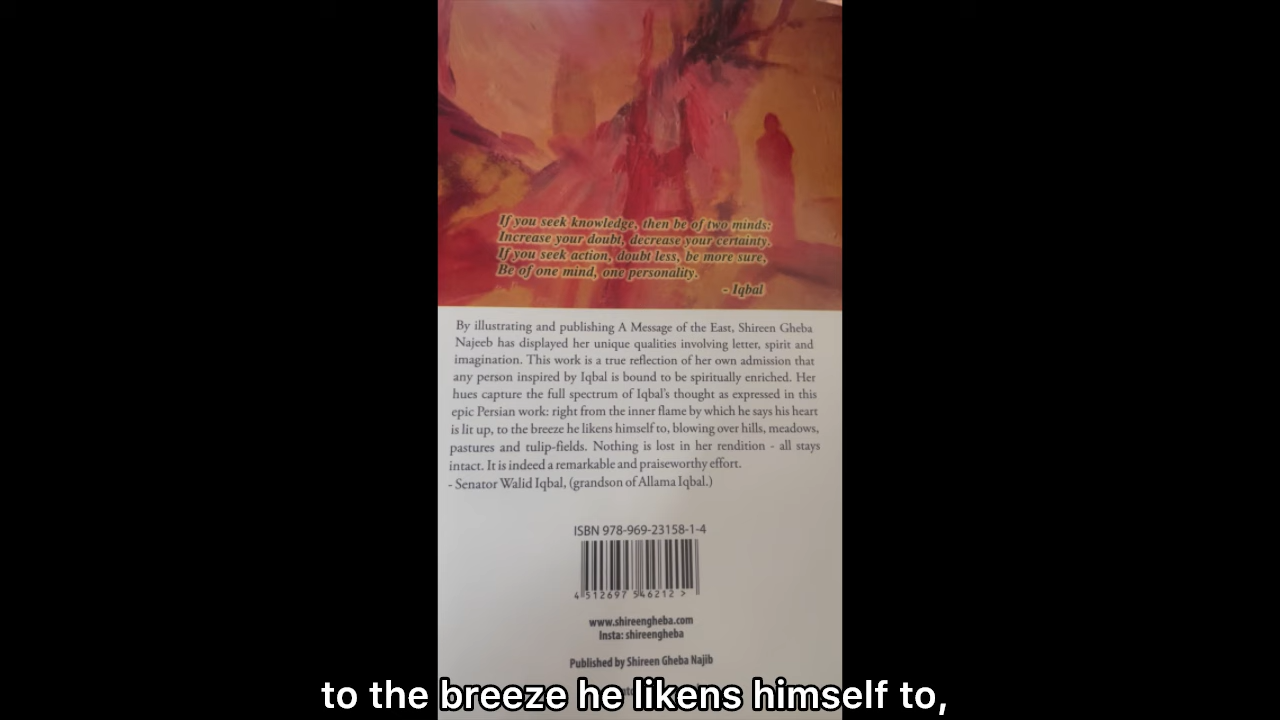 If you seek knowledge, then be of two minds:
Increase your doubt, decrease your certainty.
If you seek action, doubt less, be more sure,
Be of one mind, one personality.
- Iqbal
By illustrating and publishing A Message of the East, Shireen Gheba
Najeeb has displayed her unique qualities involving letter, spirit and
imagination. This work is a true reflection of her own admission that
any person inspired by Iqbal is bound to be spiritually enriched. Her
hues capture the full spectrum of Iqbal's thought as expressed in this
epic Persian work: right from the inner flame by which he says his heart
is lit up, to the breeze he likens himself to, blowing over hills, meadows,
pastures and tulip-fields. Nothing is lost in her rendition - all stays
intact. It is indeed a remarkable and praiseworthy effort.
- Senator Walid Iqbal, (grandson of Allama Iqbal.)
ISBN 978-969-23158-1-4
4 512697 546212 >
www.shireengheba.com
Insta: shireengheba
Published by Shireen Gheba Najib
to the breeze he likens himself to,